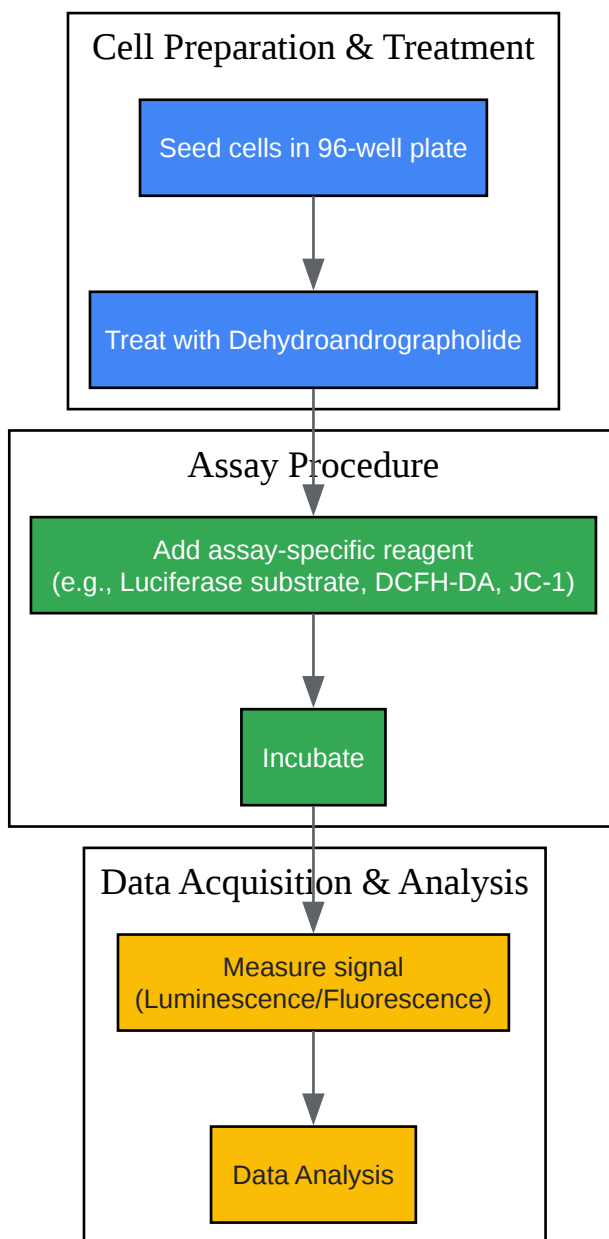 Cell Preparation & Treatment
Seed cells in 96-well plate
Treat with Dehydroandrographolide
Assay Procedure
Add assay-specific reagent
(e.g., Luciferase substrate, DCFH-DA, JC-1)
Incubate
Data Acquisition & Analysis
Measure signal
(Luminescence/Fluorescence)
Data Analysis